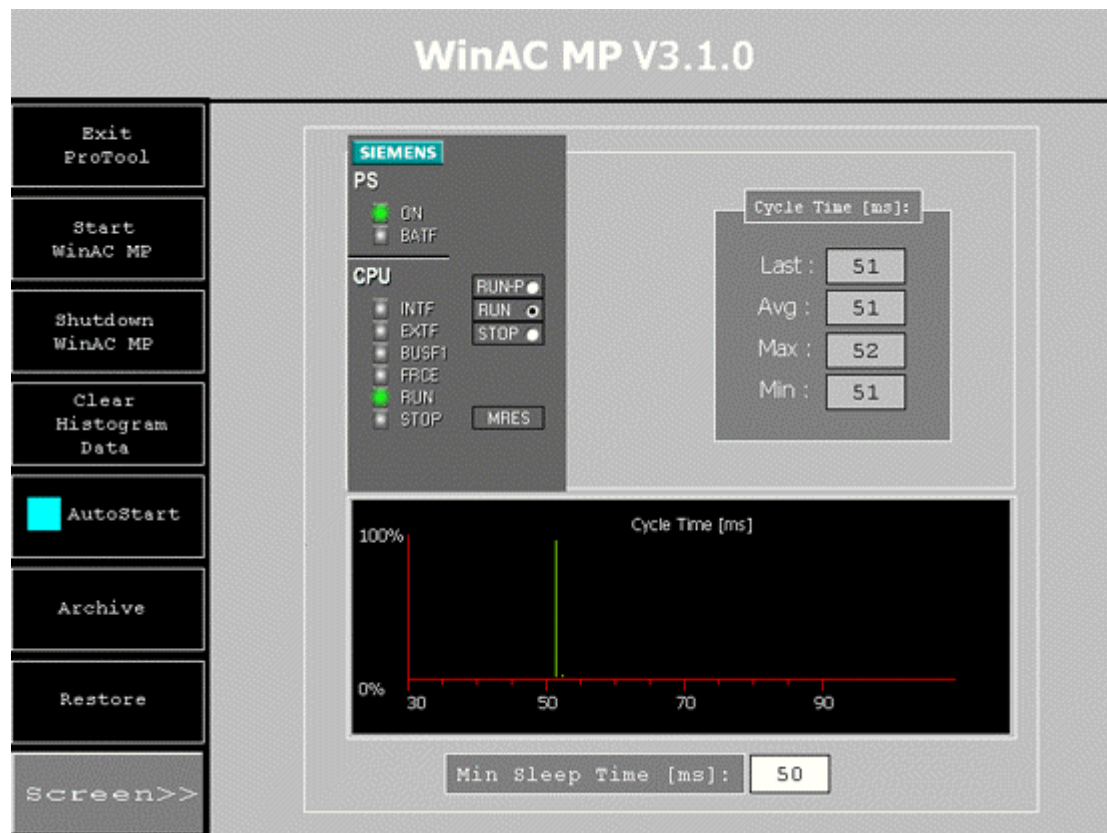 WinAC MP V3.1.0
Exit
ProTool
Start
WinAC MP
Shutdown
WinAC MP
Clear
Histogram
Data
AutoStart
Archive
Restore
Screen>>
SIEMENS
PS
ON
BATF
CPU
INTF
EXTF
BUSF1
FRCE
RUN
STOP
RUN-P
RUN
STOP
MRES
Cycle Time [ms]:
Last : 51
Avg : 51
Max : 52
Min : 51
Cycle Time [ms]
100%
0%
30 50 70 90
Min Sleep Time [ms]: 50